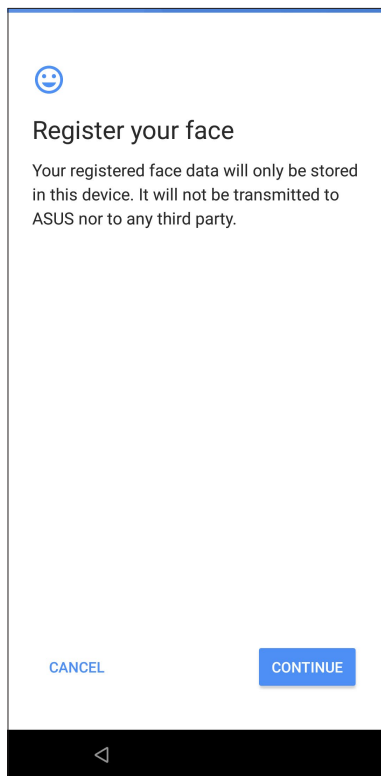 Register your face
Your registered face data will only be stored
in this device. It will not be transmitted to
ASUS nor to any third party.
CANCEL
CONTINUE